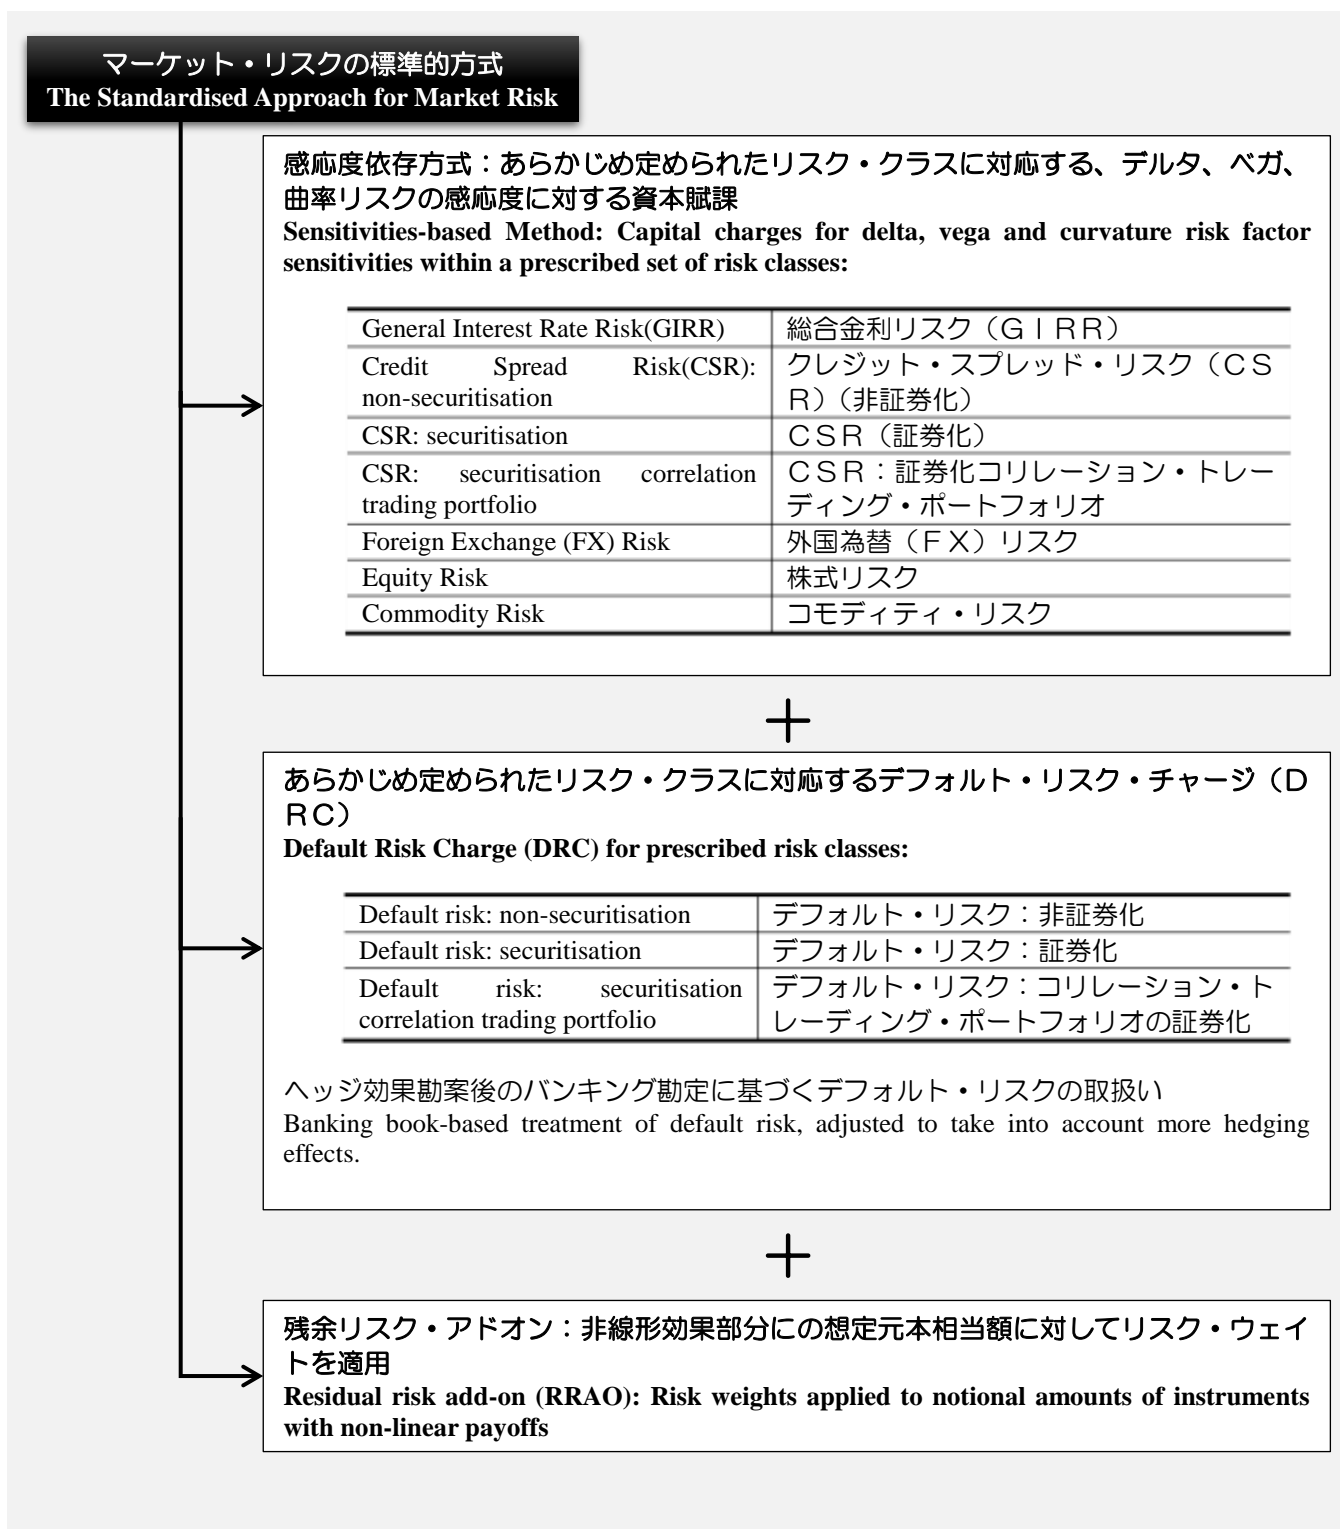 マーケット・リスクの標準的方式
The Standardised Approach for Market Risk
感応度依存方式：あらかじめ定められたリスク・クラスに対応する、デルタ、ベガ、
曲率リスクの感応度に対する資本賦課
Sensitivities-based Method: Capital charges for delta, vega and curvature risk factor
sensitivities within a prescribed set of risk classes:
General Interest Rate Risk(GIRR)
総合金利リスク（ＧＩＲＲ）
Credit Spread Risk(CSR):
non-securitisation
クレジット・スプレッド・リスク（ＣＳ
Ｒ）（非証券化）
CSR: securitisation
ＣＳＲ（証券化）
CSR: securitisation correlation
trading portfolio
ＣＳＲ：証券化コリレーション・トレー
ディング・ポートフォリオ
Foreign Exchange (FX) Risk
外国為替（ＦＸ）リスク
Equity Risk
株式リスク
Commodity Risk
コモディティ・リスク
+
あらかじめ定められたリスク・クラスに対応するデフォルト・リスク・チャージ（Ｄ
ＲＣ）
Default Risk Charge (DRC) for prescribed risk classes:
Default risk: non-securitisation
デフォルト・リスク：非証券化
Default risk: securitisation
デフォルト・リスク：証券化
Default risk: securitisation
correlation trading portfolio
デフォルト・リスク：コリレーション・ト
レーディング・ポートフォリオの証券化
ヘッジ効果勘案後のバンキング勘定に基づくデフォルト・リスクの取扱い
Banking book-based treatment of default risk, adjusted to take into account more hedging
effects.
+
残余リスク・アドオン：非線形効果部分にの想定元本相当額に対してリスク・ウェイ
トを適用
Residual risk add-on (RRAO): Risk weights applied to notional amounts of instruments
with non-linear payoffs